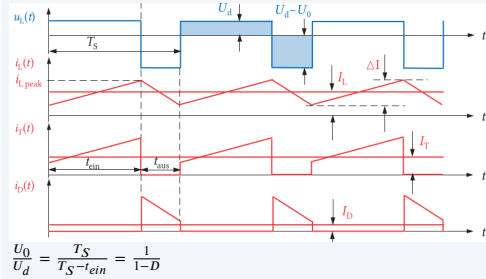 u_L(t)
U_d
U_d–U_0
t
T_S
i_L(t)
i_L peak
I_L
ΔI
t
i_T(t)
I_T
t_ein
t_aus
t
i_D(t)
I_D
t
U_0/U_d = T_S/(T_S−t_ein) = 1/(1−D)